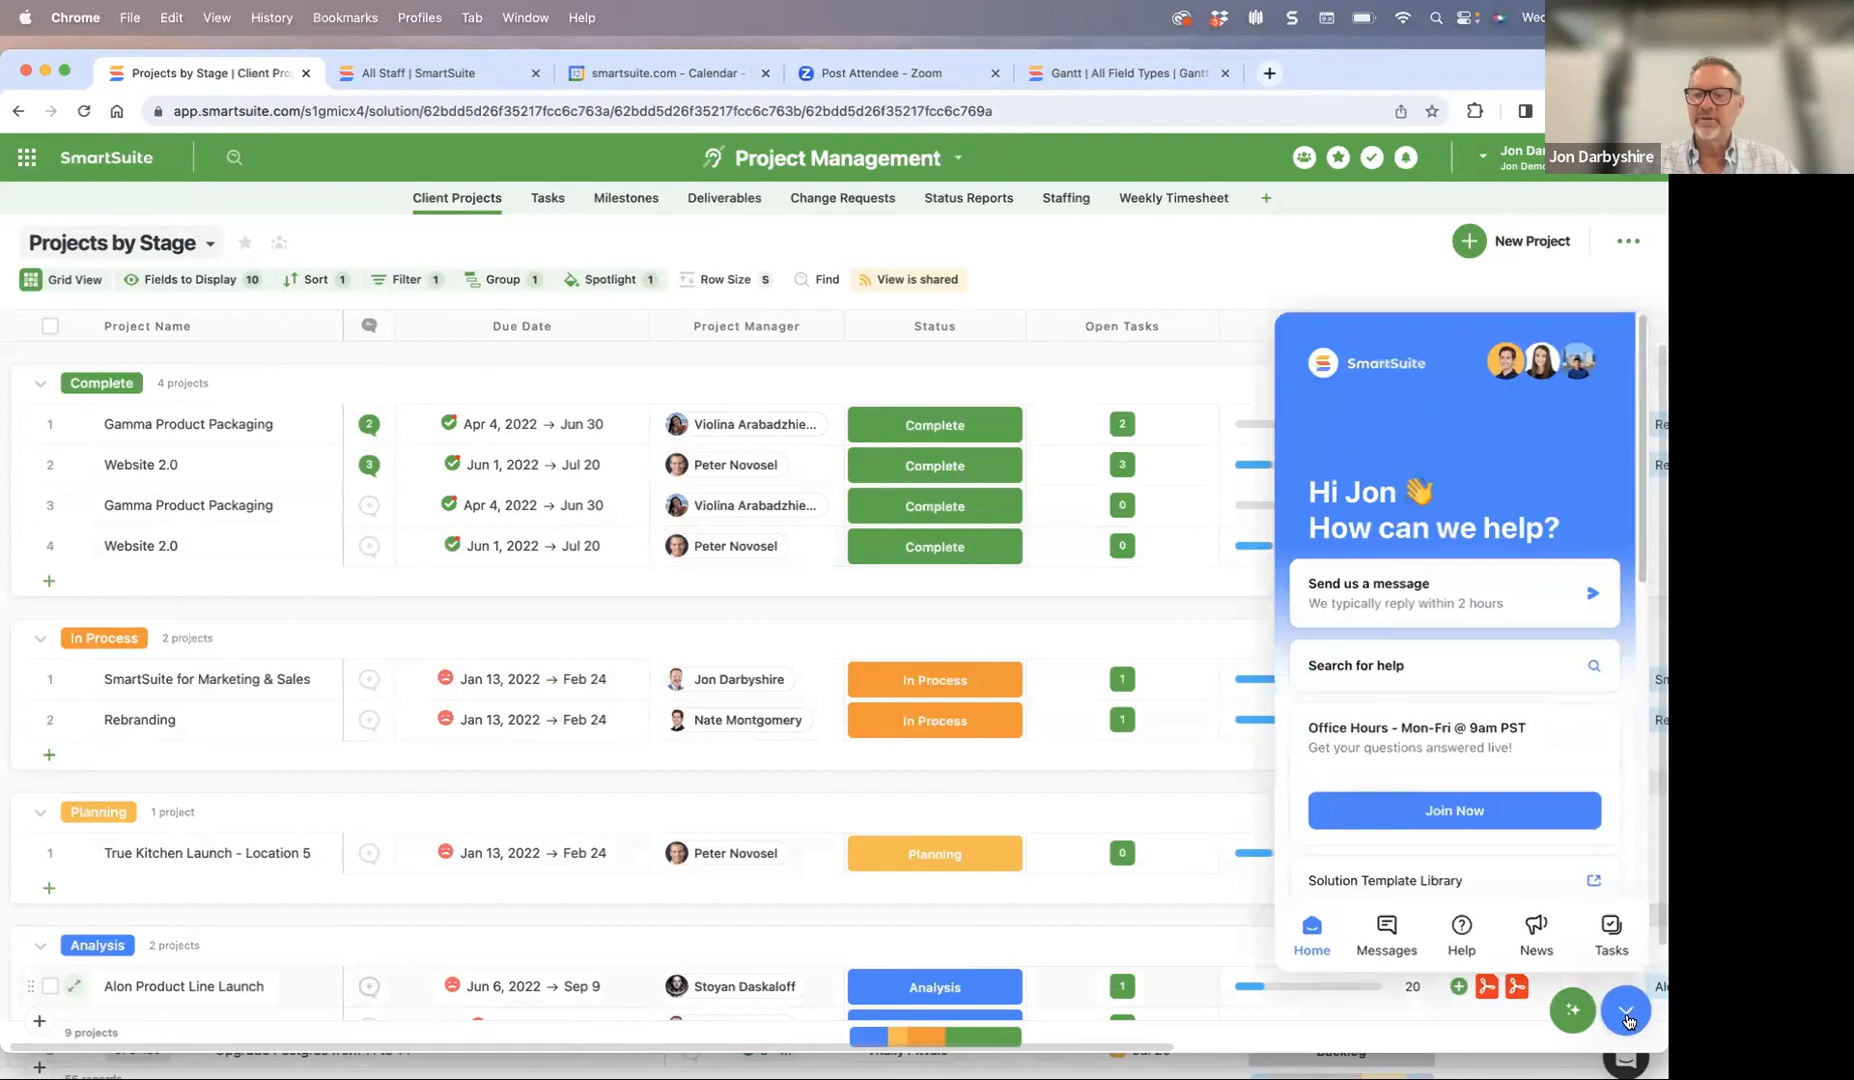 Chrome File Edit View History Bookmarks Profiles Tab Window Help
3
Wed
Projects by Stage | Client Pro
All Staff | SmartSuite
smartsuite.com - Calendar -
Post Attendee - Zoom
Gantt | All Field Types | Gantt
app.smartsuite.com/s1gmicx4/solution/62bdd5d26f35217fcc6c763a/62bdd5d26f35217fcc6c763b/62bdd5d26f35217fcc6c769a
Jon Darbyshire
SmartSuite
Project Management
Jon Da
Jon Demo
Client Projects Tasks Milestones Deliverables Change Requests Status Reports Staffing Weekly Timesheet
Projects by Stage
New Project
Grid View Fields to Display 10 Sort 1 Filter 1 Group 1 Spotlight 1 Row Size S Find View is shared
Project Name Due Date Project Manager Status Open Tasks
Complete 4 projects
1 Gamma Product Packaging 2 Apr 4, 2022 → Jun 30 Violina Arabadzhie... Complete 2 Re
2 Website 2.0 3 Jun 1, 2022 → Jul 20 Peter Novosel Complete 3 Re
3 Gamma Product Packaging Apr 4, 2022 → Jun 30 Violina Arabadzhie... Complete 0
4 Website 2.0 Jun 1, 2022 → Jul 20 Peter Novosel Complete 0
In Process 2 projects
1 SmartSuite for Marketing & Sales Jan 13, 2022 → Feb 24 Jon Darbyshire In Process 1 Sm
2 Rebranding Jan 13, 2022 → Feb 24 Nate Montgomery In Process 1 Re
Planning 1 project
1 True Kitchen Launch - Location 5 Jan 13, 2022 → Feb 24 Peter Novosel Planning 0
Analysis 2 projects
Alon Product Line Launch Jun 6, 2022 → Sep 9 Stoyan Daskaloff Analysis 1 20 Alo
9 projects
SmartSuite
Hi Jon 👋
How can we help?
Send us a message
We typically reply within 2 hours
Search for help
Office Hours - Mon-Fri @ 9am PST
Get your questions answered live!
Join Now
Solution Template Library
Home Messages Help News Tasks